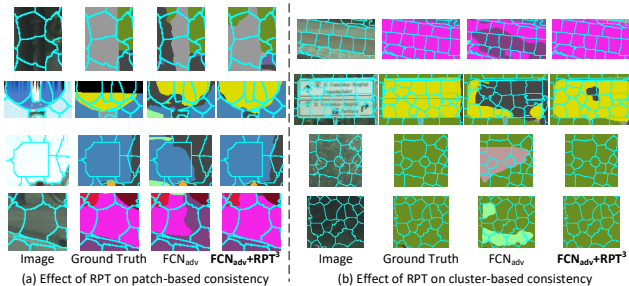 Image Ground Truth FCNadv FCNadv+RPT³
(a) Effect of RPT on patch-based consistency
Image Ground Truth FCNadv FCNadv+RPT³
(b) Effect of RPT on cluster-based consistency